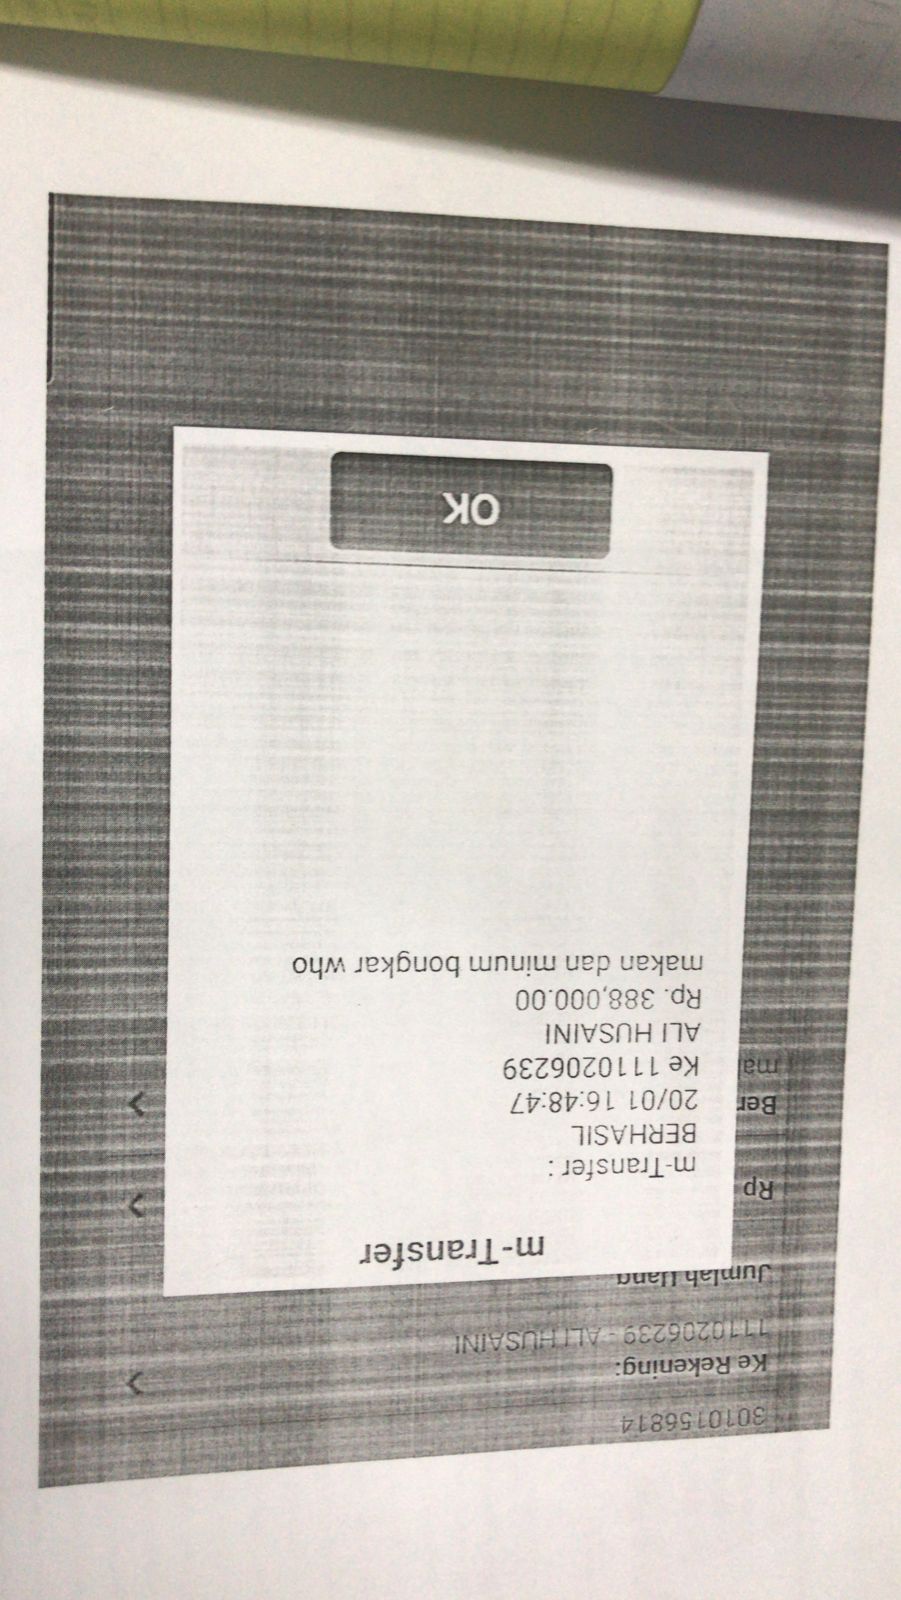 3010156814
Ke Rekening:
1110206239 - ALI HUSAINI
Jumlah Uang
Rp
Ber
mak
m-Transfer
m-Transfer :
BERHASIL
20/01 16:48:47
Ke 1110206239
ALI HUSAINI
Rp. 388,000.00
makan dan minum bongkar who
OK